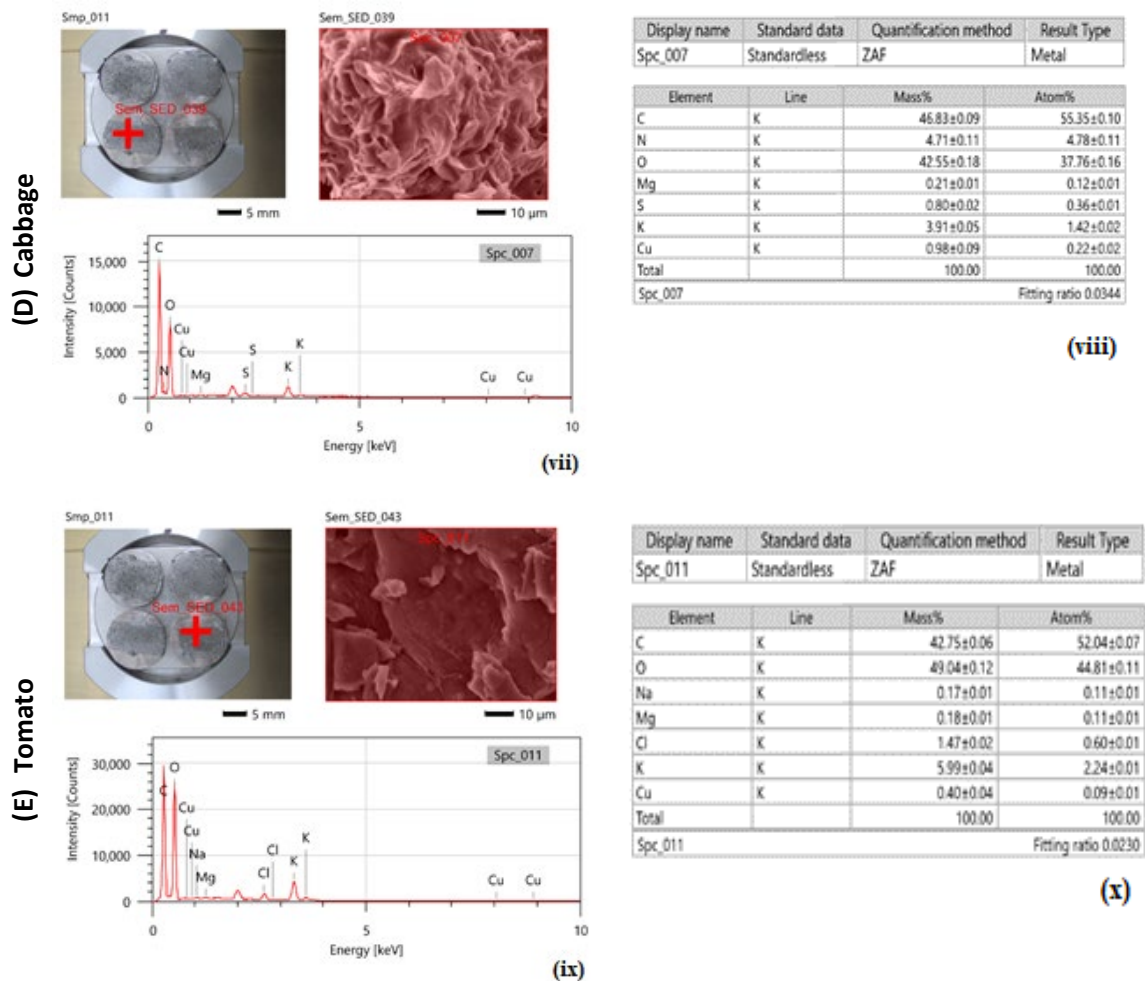 (D) Cabbage
Smp_011
Sem_SED_039
Sem_SED_039
5 mm
10 µm
Spc_007
Intensity [Counts]
15,000
10,000
5,000
0
C
O
N
Cu
Cu
Mg
S
S
K
K
Cu
Cu
0 5 10
Energy [keV]
(vii)
Display name Standard data Quantification method Result Type
Spc_007 Standardless ZAF Metal
Element Line Mass% Atom%
C K 46.83±0.09 55.35±0.10
N K 4.71±0.11 4.78±0.11
O K 42.55±0.18 37.76±0.16
Mg K 0.21±0.01 0.12±0.01
S K 0.80±0.02 0.36±0.01
K K 3.91±0.05 1.42±0.02
Cu K 0.98±0.09 0.22±0.02
Total 100.00 100.00
Spc_007 Fitting ratio 0.0344
(viii)
(E) Tomato
Smp_011
Sem_SED_043
Sem_SED_043
5 mm
10 µm
Spc_011
Intensity [Counts]
30,000
20,000
10,000
0
C
O
Cu
Cu
Na
Mg
Cl
Cl
K
K
Cu
Cu
0 5 10
Energy [keV]
(ix)
Display name Standard data Quantification method Result Type
Spc_011 Standardless ZAF Metal
Element Line Mass% Atom%
C K 42.75±0.06 52.04±0.07
O K 49.04±0.12 44.81±0.11
Na K 0.17±0.01 0.11±0.01
Mg K 0.18±0.01 0.11±0.01
Cl K 1.47±0.02 0.60±0.01
K K 5.99±0.04 2.24±0.01
Cu K 0.40±0.04 0.09±0.01
Total 100.00 100.00
Spc_011 Fitting ratio 0.0230
(x)